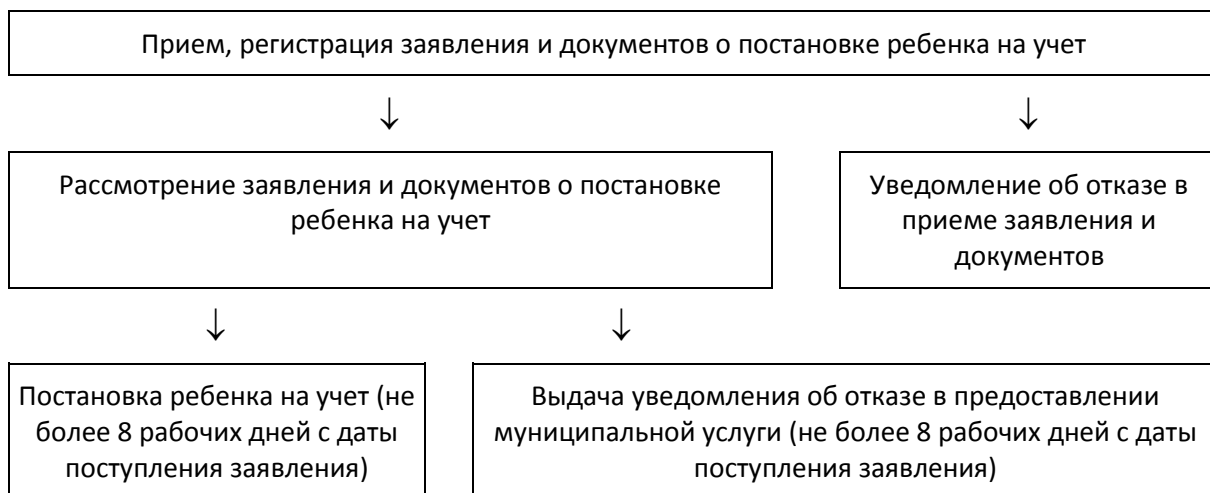 Прием, регистрация заявления и документов о постановке ребенка на учет
↓ ↓
Рассмотрение заявления и документов о постановке
ребенка на учет
Уведомление об отказе в
приеме заявления и
документов
↓ ↓
Постановка ребенка на учет (не
более 8 рабочих дней с даты
поступления заявления)
Выдача уведомления об отказе в предоставлении
муниципальной услуги (не более 8 рабочих дней с даты
поступления заявления)